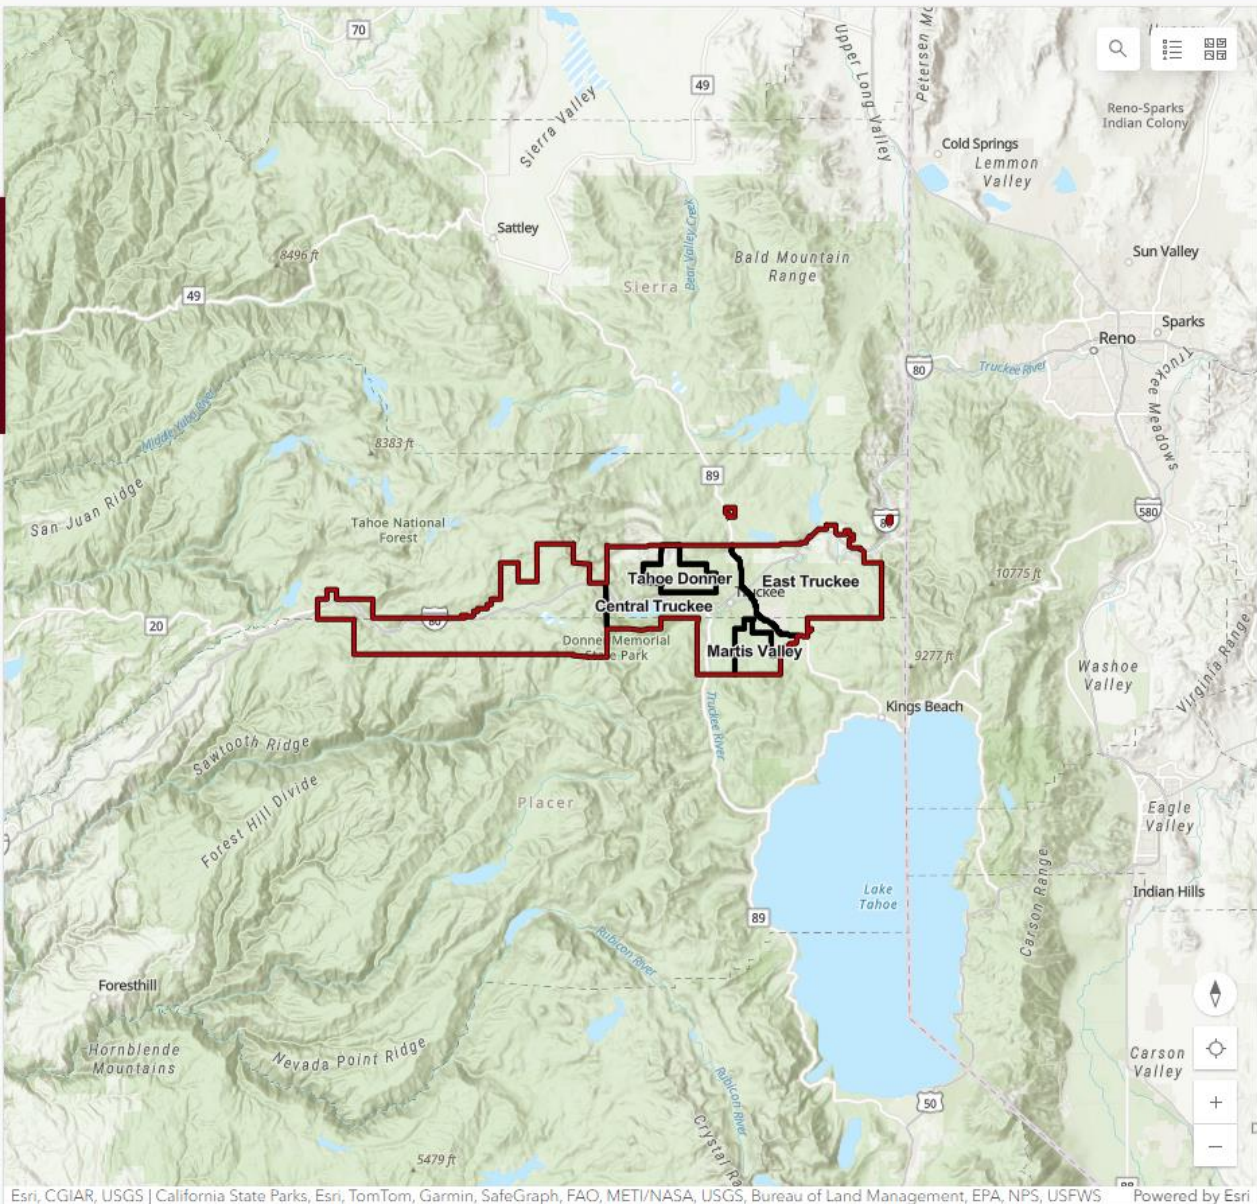 70
Upper Long Valley
Petersen Mo
49
Sierra Valley
Reno-Sparks
Indian Colony
Cold Springs
Lemmon
Valley
Sattley
Bear Valley Creek
8496 ft
49
Sierra
Bald Mountain
Range
Sun Valley
Sparks
Reno
80
Truckee River
Truckee Meadows
Middle Yuba River
8383 ft
89
San Juan Ridge
Tahoe National
Forest
580
80
10775 ft
Tahoe Donner
East Truckee
Truckee
Central Truckee
20
80
Donner Memorial
State Park
Martis Valley
9277 ft
Washoe
Valley
Virginia Range
Kings Beach
Truckee River
Sawtooth Ridge
Forest Hill Divide
Placer
Eagle
Valley
Lake
Tahoe
Indian Hills
89
Carson Range
Rubicon River
Foresthill
Hornblende
Mountains
Nevada Point Ridge
Carson
Valley
Rubicon River
50
Crystal Ra
5479 ft
88
Esri, CGIAR, USGS | California State Parks, Esri, TomTom, Garmin, SafeGraph, FAO, METI/NASA, USGS, Bureau of Land Management, EPA, NPS, USFWS
Powered by Esri